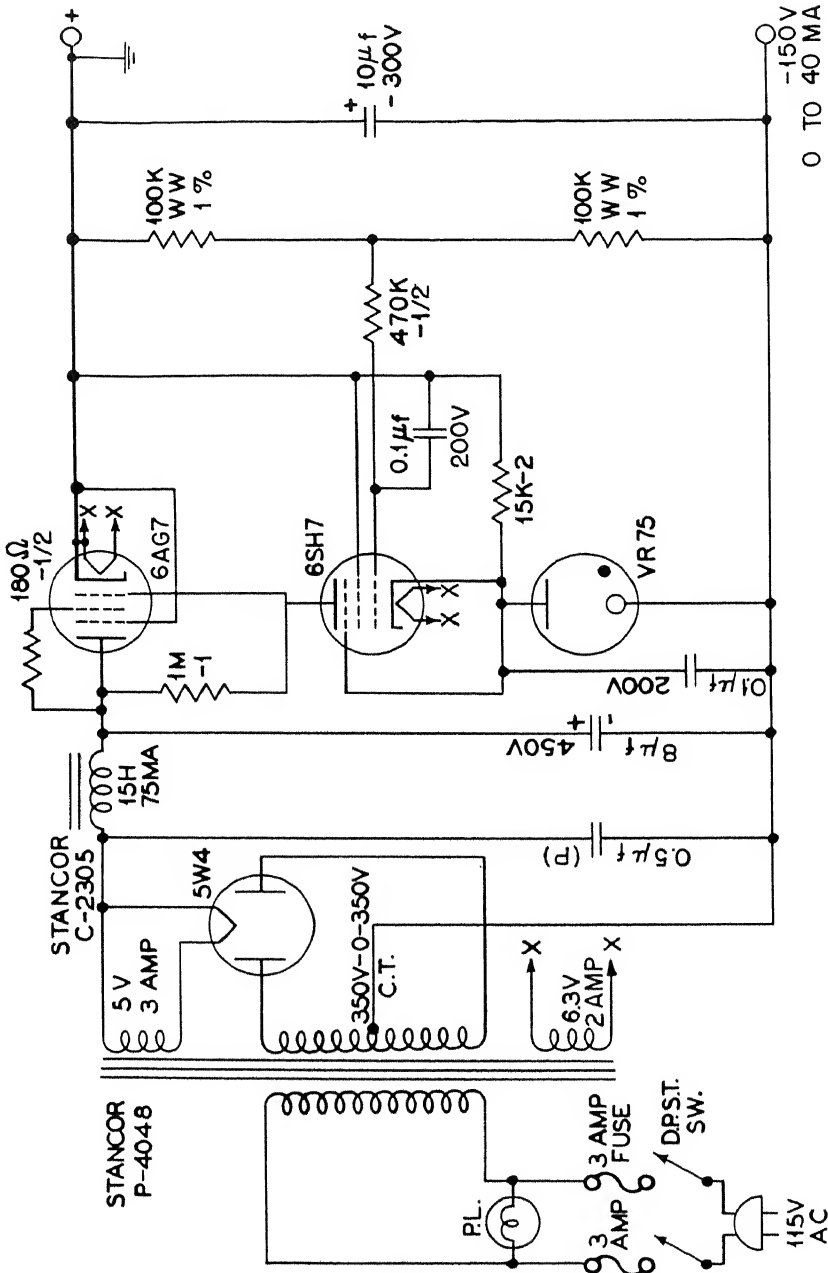 STANCOR
P-4048
115V
AC
3
AMP
3 AMP
FUSE
D.P.S.T.
SW.
P.L.
5 V
3 AMP
350V-0-350V
C.T.
6.3V
2 AMP
X
X
STANCOR
C-2305
5W4
15H
75MA
0.5µf
(P)
8µf
450V
+
-
1M
-1
180Ω
-1/2
6AG7
X
X
6SH7
X
X
0.1µf
200V
15K-2
VR75
0.1µf
200V
470K
-1/2
100K
WW
1%
100K
WW
1%
+
10µf
-300V
+
-150V
0 TO 40 MA